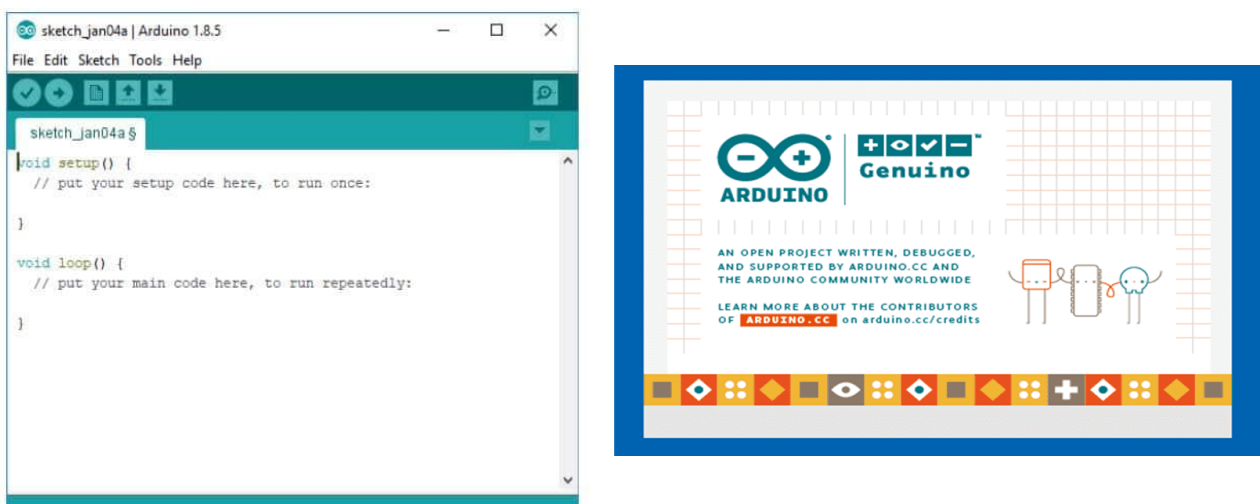 sketch_jan04a | Arduino 1.8.5
File Edit Sketch Tools Help
sketch_jan04a §
void setup() {
  // put your setup code here, to run once:
}
void loop() {
  // put your main code here, to run repeatedly:
}
ARDUINO
Genuino™
AN OPEN PROJECT WRITTEN, DEBUGGED,
AND SUPPORTED BY ARDUINO.CC AND
THE ARDUINO COMMUNITY WORLDWIDE
LEARN MORE ABOUT THE CONTRIBUTORS
OF ARDUINO.CC on arduino.cc/credits